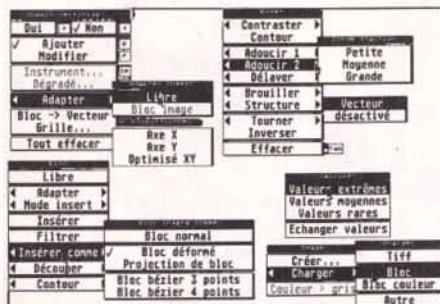 Oui Non
Ajouter
Modifier
Instrument...
Dégradé...
Adapter
Bloc -> Vecteur
Grille...
Tout effacer
Libre
Bloc image
Axe X
Axe Y
Optimisé XY
Contraster
Contour
Adoucir 1
Adoucir 2
Délaver
Brouiller
Structure
Tourner
Inverser
Effacer
Petite
Moyenne
Grande
Vecteur
désactivé
Libre
Adapter
Mode insert
Insérer
Filtrer
Insérer comme
Découper
Contour
Bloc normal
Bloc déformé
Projection de bloc
Bloc bézier 3 points
Bloc bézier 4 points
Valeurs extrêmes
Valeurs moyennes
Valeurs rares
Echanger valeurs
Créer...
Charger
Couleur > gris
Tiff
Bloc
Bloc couleur
Autre